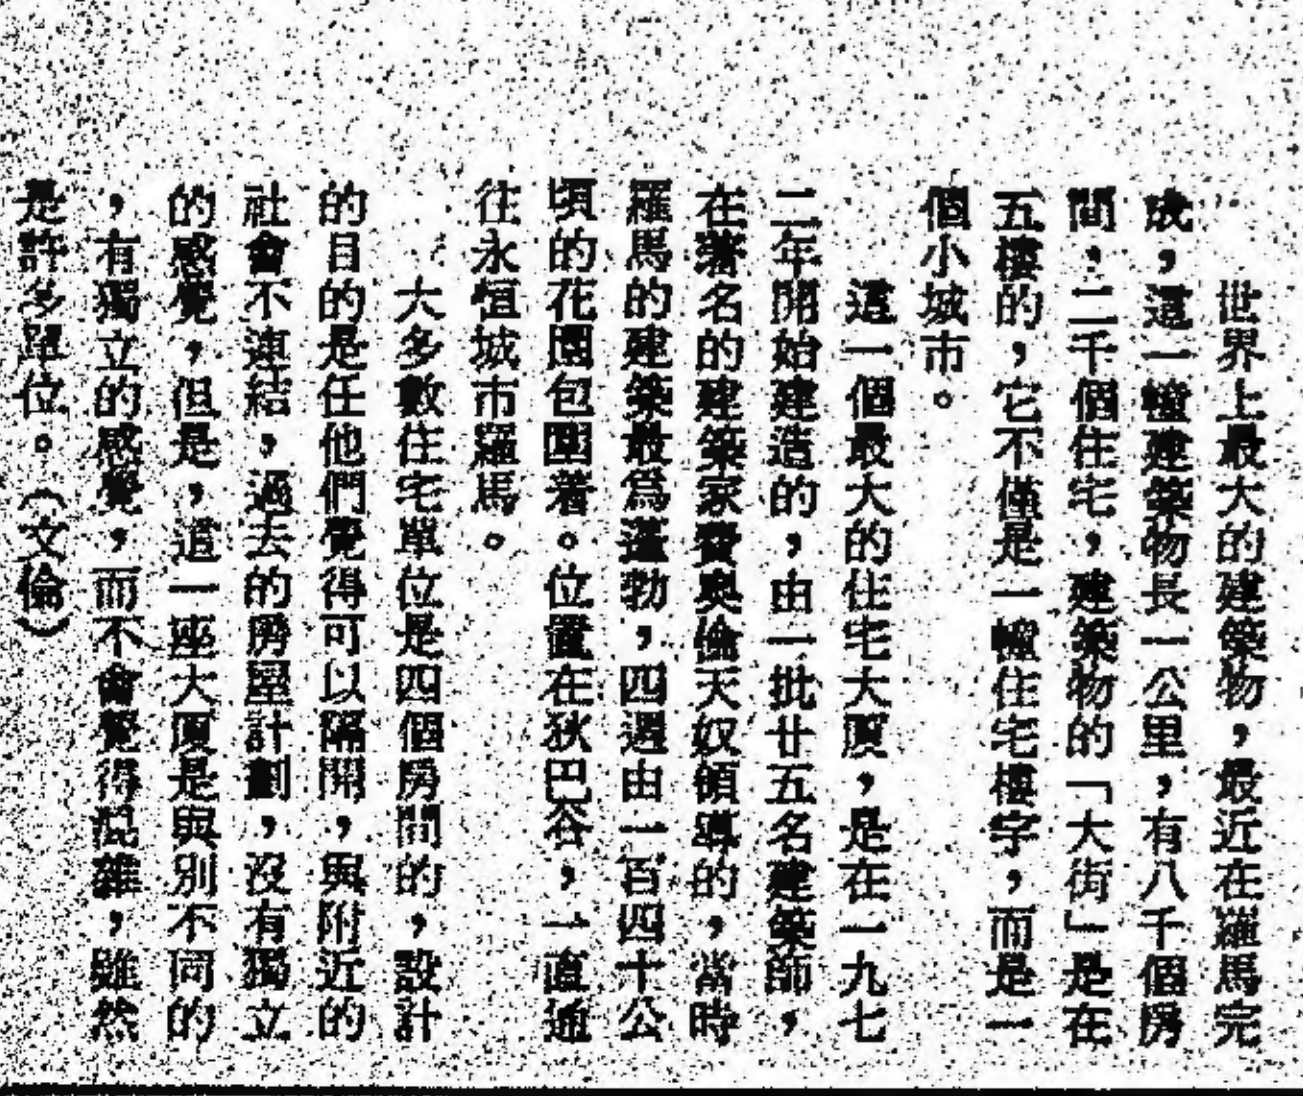 世界上最大的建築物，最近在羅馬完
成，這一幢建築物長一公里，有八千個房
間，二千個住宅，建築物的「大街」是在
五樓的，它不僅是一幢住宅樓字，而是一
個小城市。
這一個最大的住宅大厦，是在一九七
二年開始建造的，由一批廿五名建築師，
在著名的建築家費奥倫天奴領導的，當時
羅馬的建築最爲蓬勃，四週由一百四十公
頃的花園包圍着。位置在狄巴谷，一直通
往永恒城市羅馬。
大多數住宅單位是四個房間的，設計
的目的是任他們覺得可以隔開，與附近的
社會不連結，過去的房屋計劃，沒有獨立
的感覺，但是，這一座大厦是與別不同的
，有獨立的感覺，而不會覺得混雜，雖然
是許多單位。（文倫）